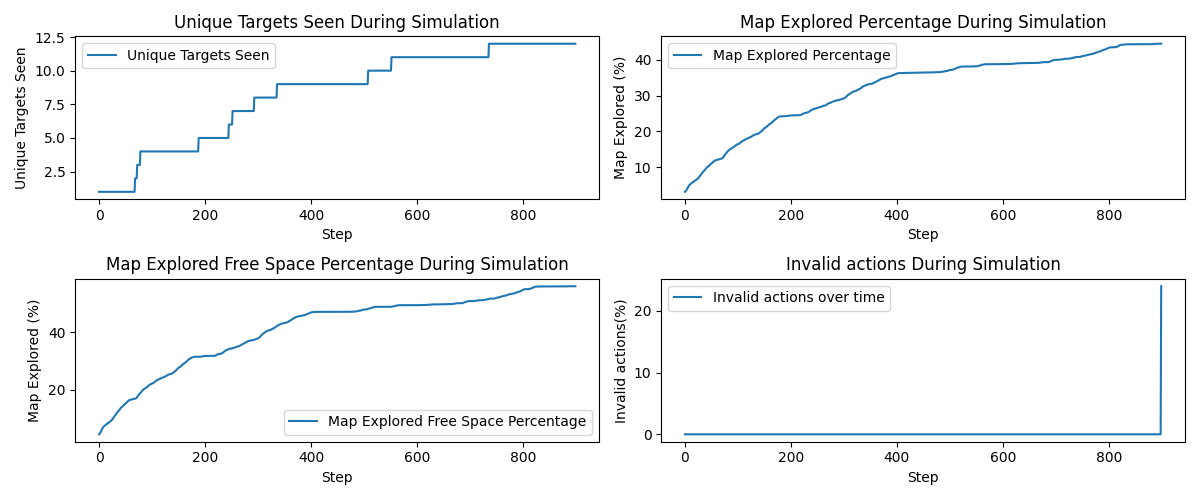 Unique Targets Seen During Simulation
Unique Targets Seen
12.5
10.0
7.5
5.0
2.5
Unique Targets Seen
0 200 400 600 800
Step
Map Explored Percentage During Simulation
Map Explored Percentage
40
30
20
10
Map Explored (%)
0 200 400 600 800
Step
Map Explored Free Space Percentage During Simulation
40
20
Map Explored (%)
Map Explored Free Space Percentage
0 200 400 600 800
Step
Invalid actions During Simulation
Invalid actions over time
20
10
0
Invalid actions(%)
0 200 400 600 800
Step